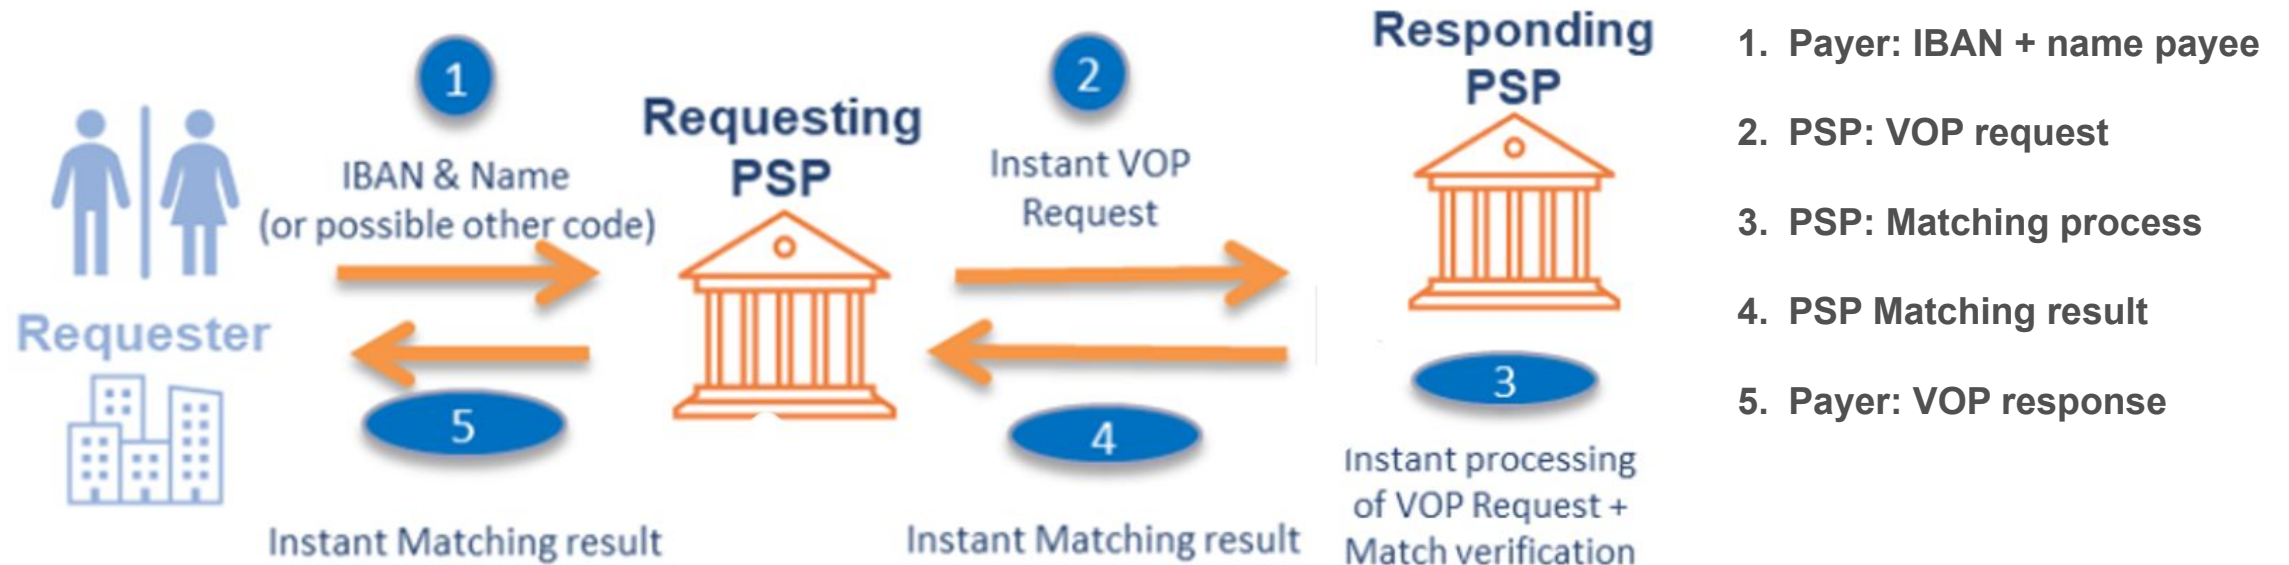 1
IBAN & Name
(or possible other code)
Requester
5
Instant Matching result
Requesting
PSP
2
Instant VOP
Request
4
Instant Matching result
Responding
PSP
3
Instant processing
of VOP Request +
Match verification
1. Payer: IBAN + name payee
2. PSP: VOP request
3. PSP: Matching process
4. PSP Matching result
5. Payer: VOP response